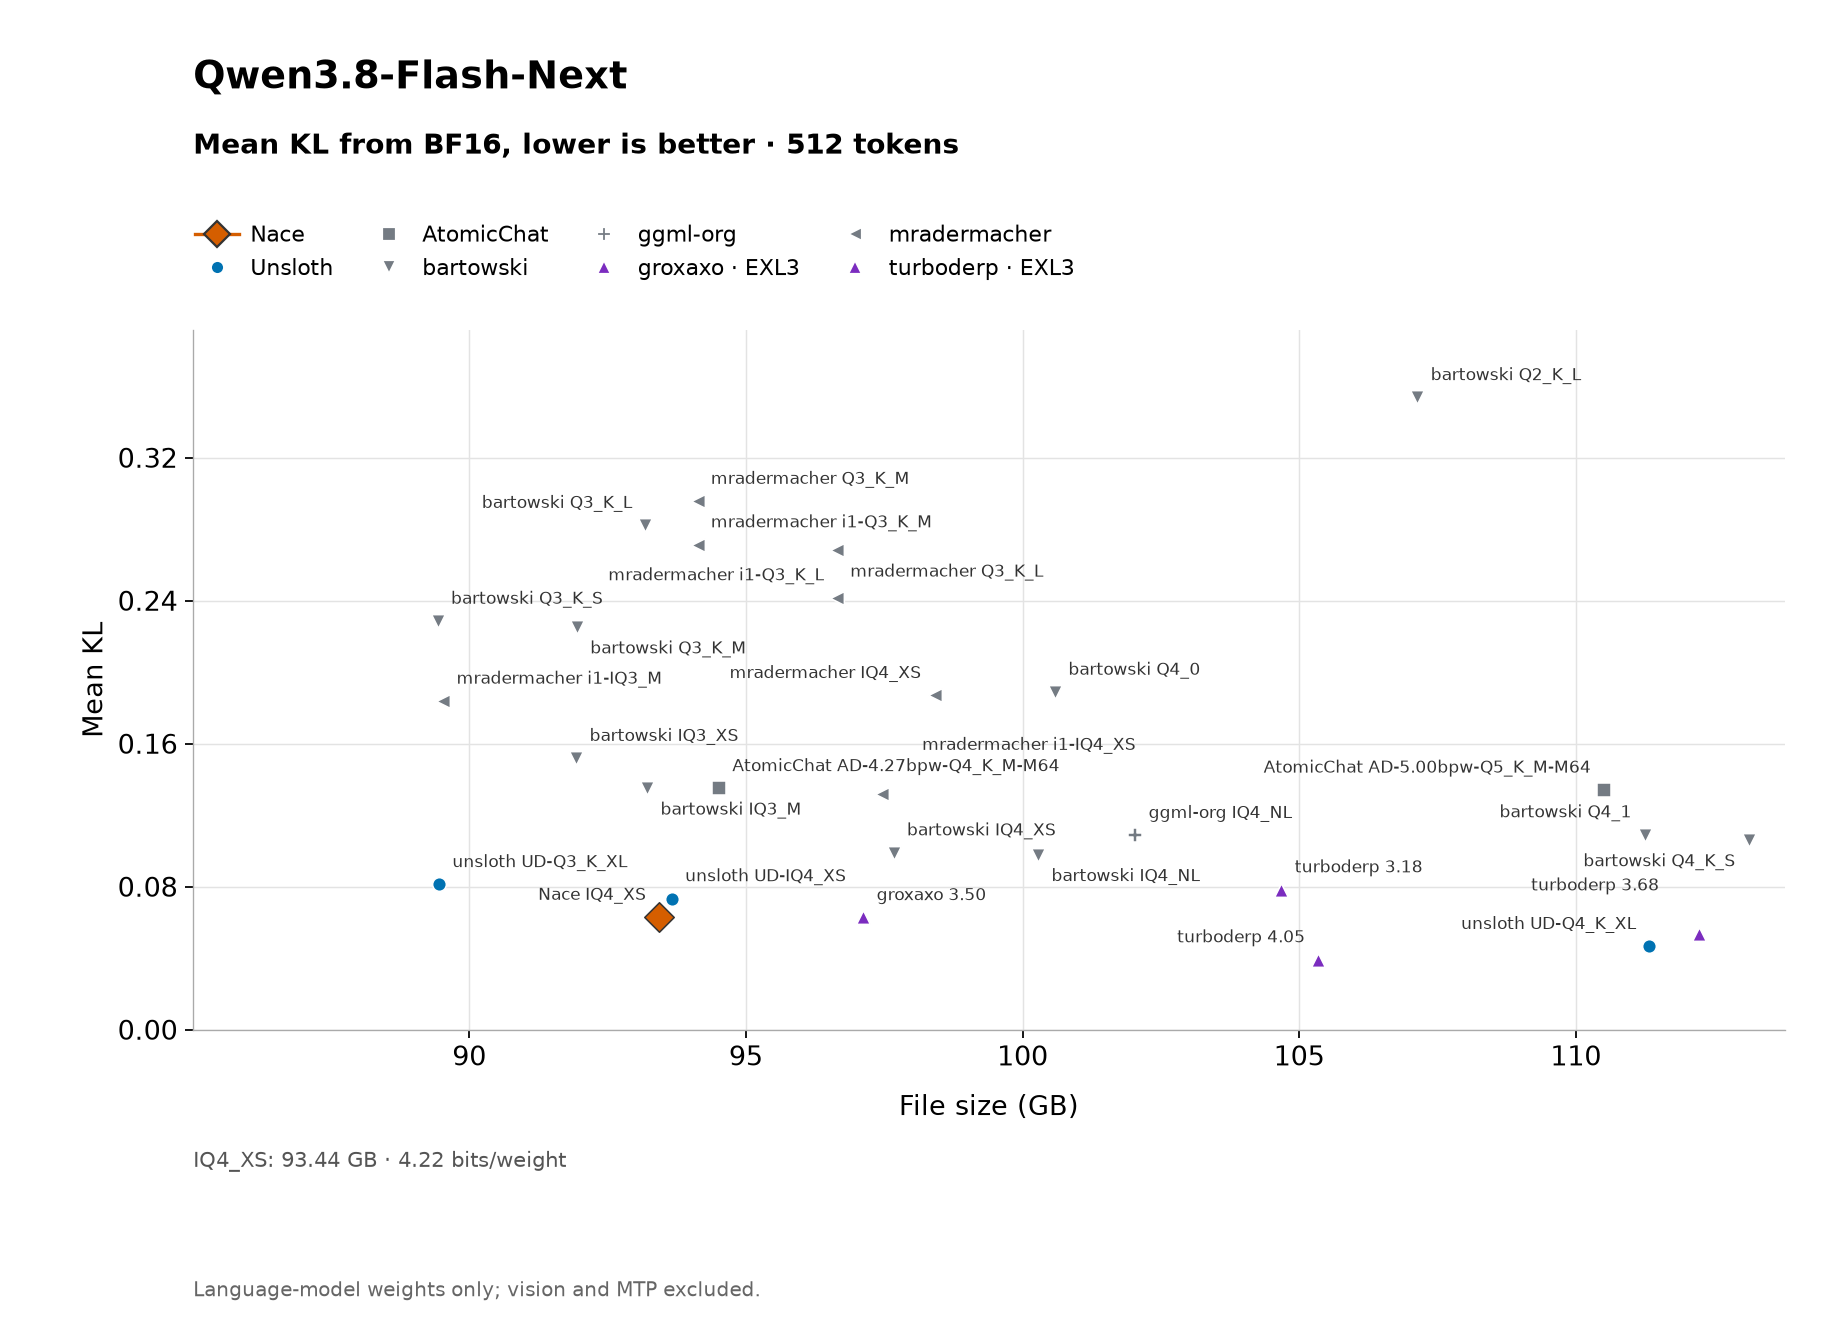 Qwen3.8-Flash-Next
Mean KL from BF16, lower is better · 512 tokens
Nace
AtomicChat
ggml-org
mradermacher
Unsloth
bartowski
groxaxo · EXL3
turboderp · EXL3
bartowski Q2_K_L
0.32
mradermacher Q3_K_M
bartowski Q3_K_L
mradermacher i1-Q3_K_M
mradermacher i1-Q3_K_L
mradermacher Q3_K_L
0.24
bartowski Q3_K_S
bartowski Q3_K_M
mradermacher IQ4_XS
bartowski Q4_0
mradermacher i1-IQ3_M
Mean KL
bartowski IQ3_XS
0.16
mradermacher i1-IQ4_XS
AtomicChat AD-4.27bpw-Q4_K_M-M64
AtomicChat AD-5.00bpw-Q5_K_M-M64
bartowski IQ3_M
ggml-org IQ4_NL
bartowski Q4_1
bartowski IQ4_XS
unsloth UD-Q3_K_XL
bartowski Q4_K_S
turboderp 3.18
unsloth UD-IQ4_XS
bartowski IQ4_NL
0.08
turboderp 3.68
Nace IQ4_XS
groxaxo 3.50
unsloth UD-Q4_K_XL
turboderp 4.05
0.00
90
95
100
105
110
File size (GB)
IQ4_XS: 93.44 GB · 4.22 bits/weight
Language-model weights only; vision and MTP excluded.